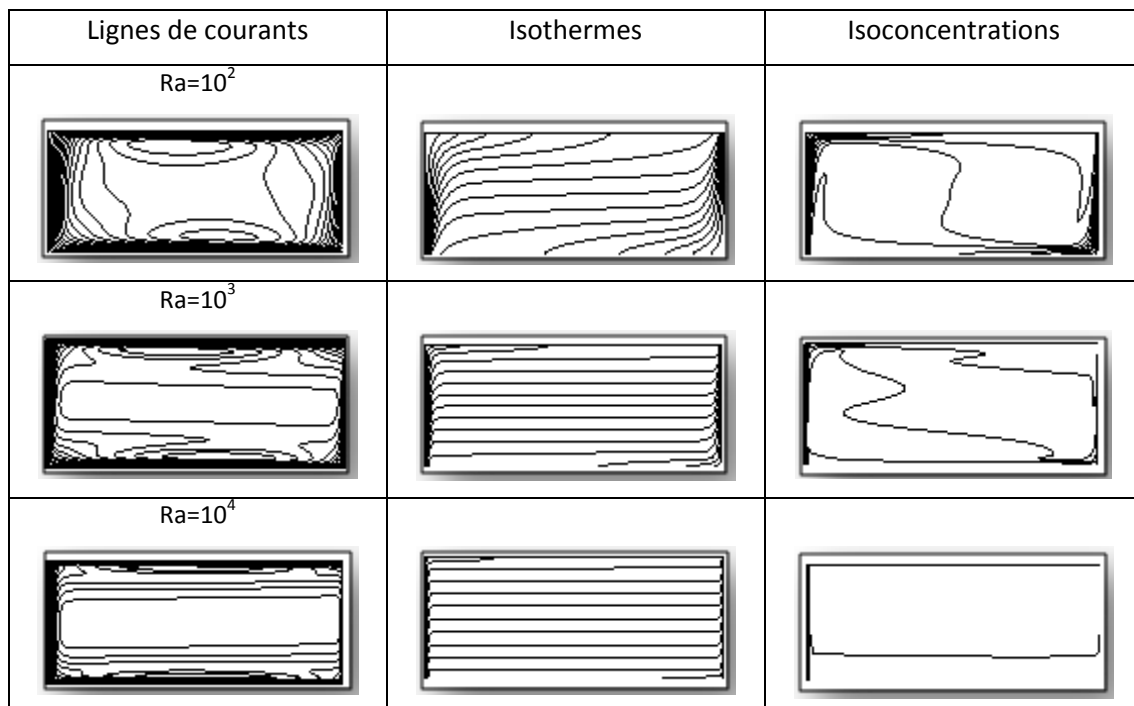 Lignes de courants
Isothermes
Isoconcentrations
Ra=10²
Ra=10³
Ra=10⁴